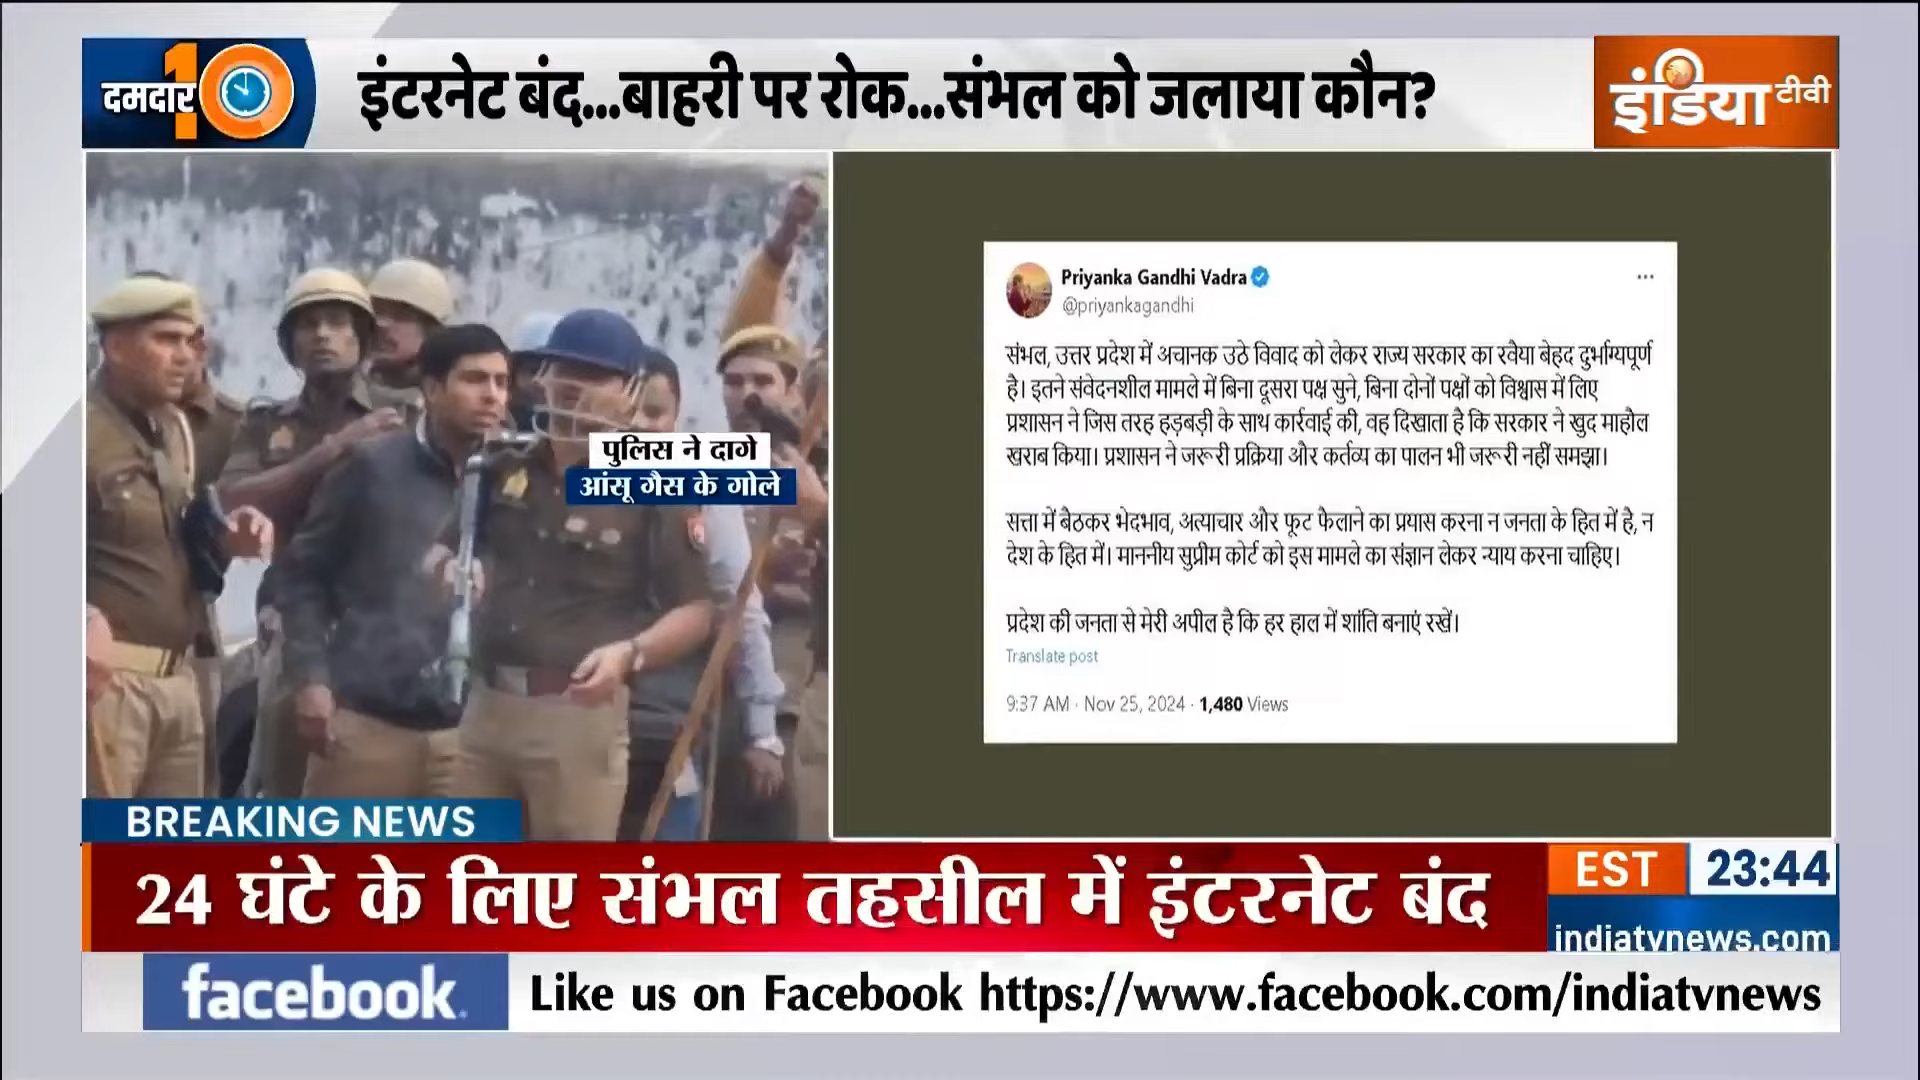 दमदार 10
इंटरनेट बंद...बाहरी पर रोक...संभल को जलाया कौन?
इंडिया टीवी
पुलिस ने दागे
आंसू गैस के गोले
Priyanka Gandhi Vadra
@priyankagandhi
संभल, उत्तर प्रदेश में अचानक उठे विवाद को लेकर राज्य सरकार का रवैया बेहद दुर्भाग्यपूर्ण
है। इतने संवेदनशील मामले में बिना दूसरा पक्ष सुने, बिना दोनों पक्षों को विश्वास में लिए
प्रशासन ने जिस तरह हड़बड़ी के साथ कार्रवाई की, वह दिखाता है कि सरकार ने खुद माहौल
खराब किया। प्रशासन ने जरूरी प्रक्रिया और कर्तव्य का पालन भी जरूरी नहीं समझा।
सत्ता में बैठकर भेदभाव, अत्याचार और फूट फैलाने का प्रयास करना न जनता के हित में है, न
देश के हित में। माननीय सुप्रीम कोर्ट को इस मामले का संज्ञान लेकर न्याय करना चाहिए।
प्रदेश की जनता से मेरी अपील है कि हर हाल में शांति बनाएं रखें।
Translate post
9:37 AM · Nov 25, 2024 · 1,480 Views
BREAKING NEWS
24 घंटे के लिए संभल तहसील में इंटरनेट बंद
EST 23:44
indiatvnews.com
facebook.
Like us on Facebook https://www.facebook.com/indiatvnews